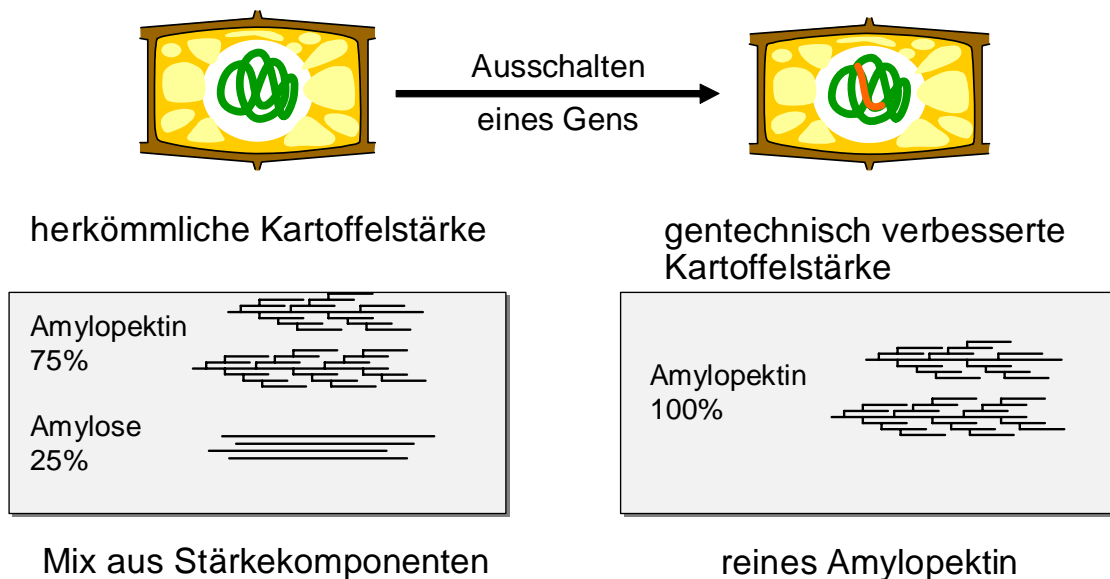 Ausschalten
eines Gens
herkömmliche Kartoffelstärke
gentechnisch verbesserte
Kartoffelstärke
Amylopektin
75%
Amylose
25%
Amylopektin
100%
Mix aus Stärkekomponenten
reines Amylopektin